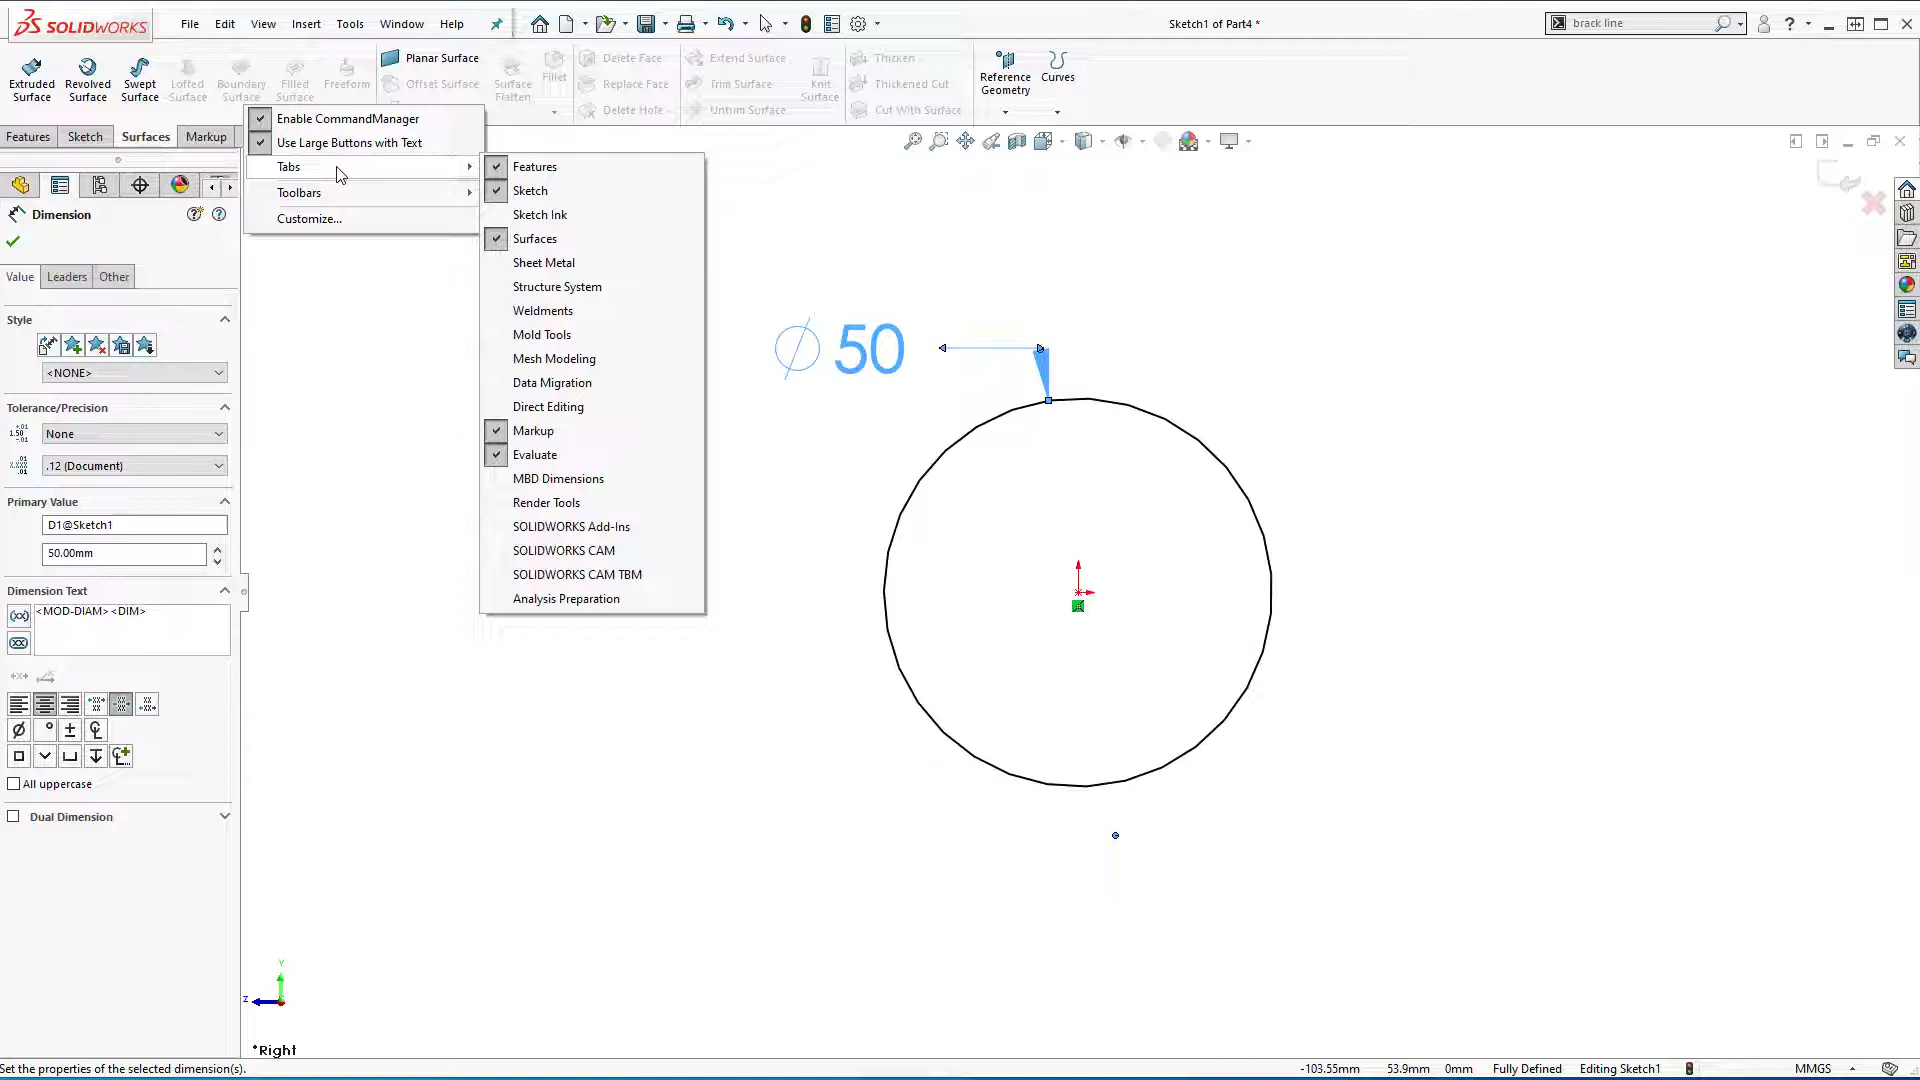 SOLIDWORKS
File Edit View Insert Tools Window Help
Sketch1 of Part4 *
brack line
Extruded Surface
Revolved Surface
Swept Surface
Lofted Surface
Boundary Surface
Filled Surface
Freeform
Planar Surface
Offset Surface
Surface Flatten
Fillet
Delete Face
Replace Face
Delete Hole...
Extend Surface
Trim Surface
Untrim Surface
Knit Surface
Thicken
Thickened Cut
Cut With Surface
Reference Geometry
Curves
Features Sketch Surfaces Markup
Enable CommandManager
Use Large Buttons with Text
Tabs
Toolbars
Customize...
Features
Sketch
Sketch Ink
Surfaces
Sheet Metal
Structure System
Weldments
Mold Tools
Mesh Modeling
Data Migration
Direct Editing
Markup
Evaluate
MBD Dimensions
Render Tools
SOLIDWORKS Add-Ins
SOLIDWORKS CAM
SOLIDWORKS CAM TBM
Analysis Preparation
Dimension
Value Leaders Other
Style
<NONE>
Tolerance/Precision
None
.12 (Document)
Primary Value
D1@Sketch1
50.00mm
Dimension Text
<MOD-DIAM><DIM>
All uppercase
Dual Dimension
∅ 50
Y
Z
*Right
Set the properties of the selected dimension(s).
-103.55mm 53.9mm 0mm Fully Defined Editing Sketch1 MMGS